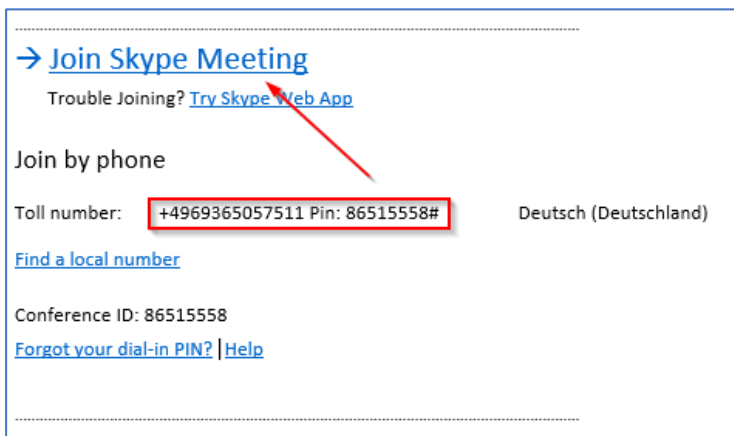 → Join Skype Meeting
Trouble Joining? Try Skype Web App
Join by phone
Toll number: +4969365057511 Pin: 86515558# Deutsch (Deutschland)
Find a local number
Conference ID: 86515558
Forgot your dial-in PIN? | Help